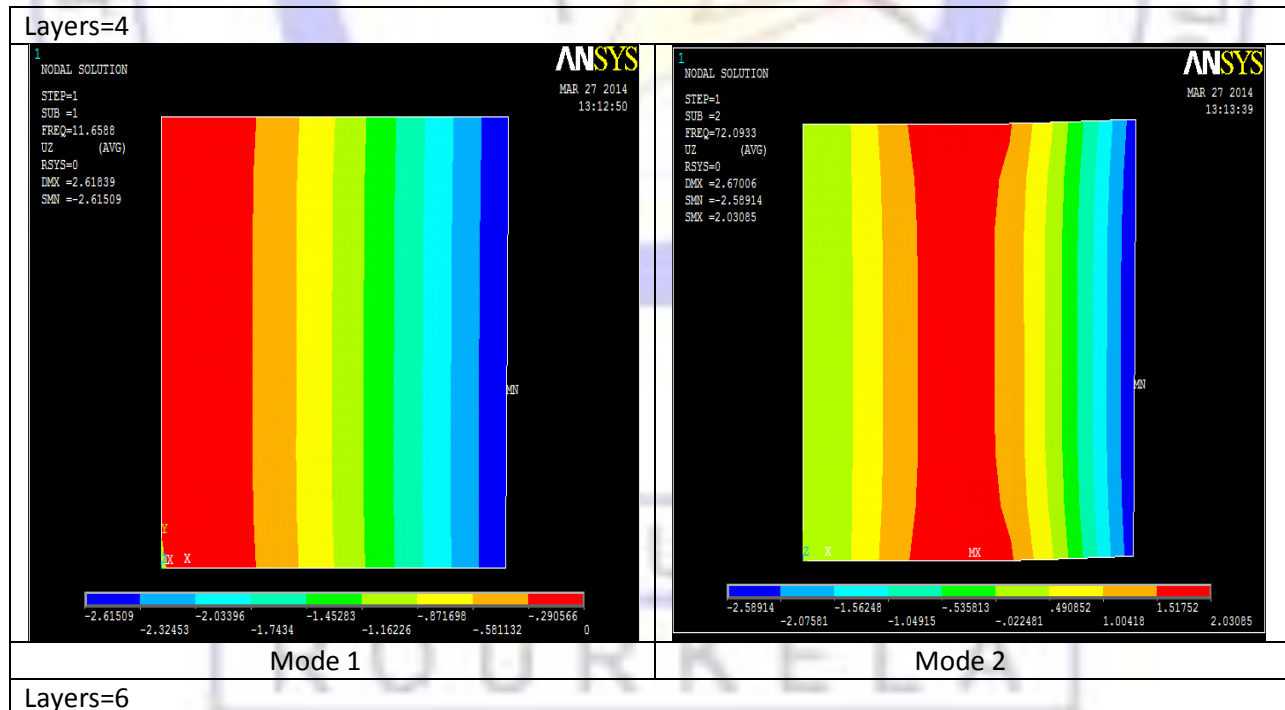 Layers=4
1
NODAL SOLUTION
STEP=1
SUB =1
FREQ=11.6588
UZ (AVG)
RSYS=0
DMX =2.61839
SMN =-2.61509
ANSYS
MAR 27 2014
13:12:50
MN
Y
MX X
-2.61509 -2.03396 -1.45283 -.871698 -.290566
-2.32453 -1.7434 -1.16226 -.581132 0
Mode 1
1
NODAL SOLUTION
STEP=1
SUB =2
FREQ=72.0933
UZ (AVG)
RSYS=0
DMX =2.67006
SMN =-2.58914
SMX =2.03085
ANSYS
MAR 27 2014
13:13:39
MN
Z X MX
-2.58914 -1.56248 -.535813 .490852 1.51752
-2.07581 -1.04915 -.022481 1.00418 2.03085
Mode 2
ROURKELA
Layers=6